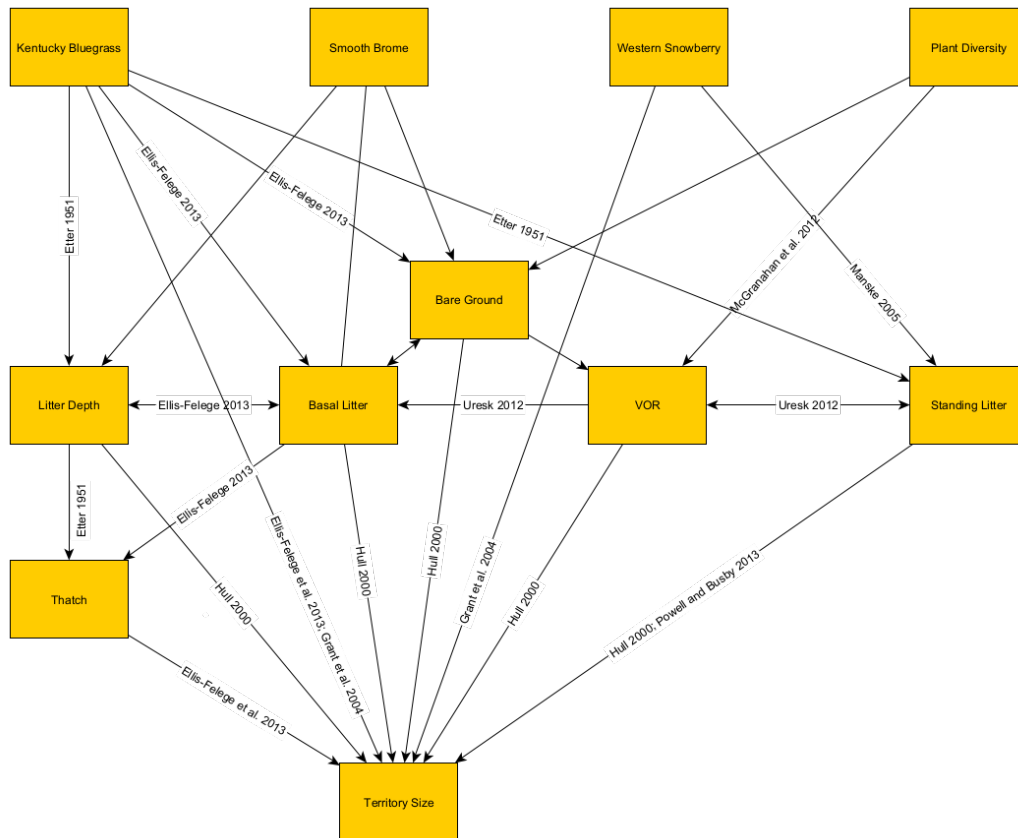 Kentucky Bluegrass
Smooth Brome
Western Snowberry
Plant Diversity
Ellis-Felege 2013
Ellis-Felege 2013
Etter 1951
Etter 1951
McGranahan et al. 2012
Manske 2005
Bare Ground
Litter Depth
Ellis-Felege 2013
Basal Litter
Uresk 2012
VOR
Uresk 2012
Standing Litter
Etter 1951
Ellis-Felege 2013
Hull 2000
Ellis-Felege et al. 2013; Grant et al. 2004
Hull 2000
Hull 2000
Grant et al. 2004
Hull 2000
Hull 2000; Powell and Busby 2013
Thatch
Ellis-Felege et al. 2013
Territory Size